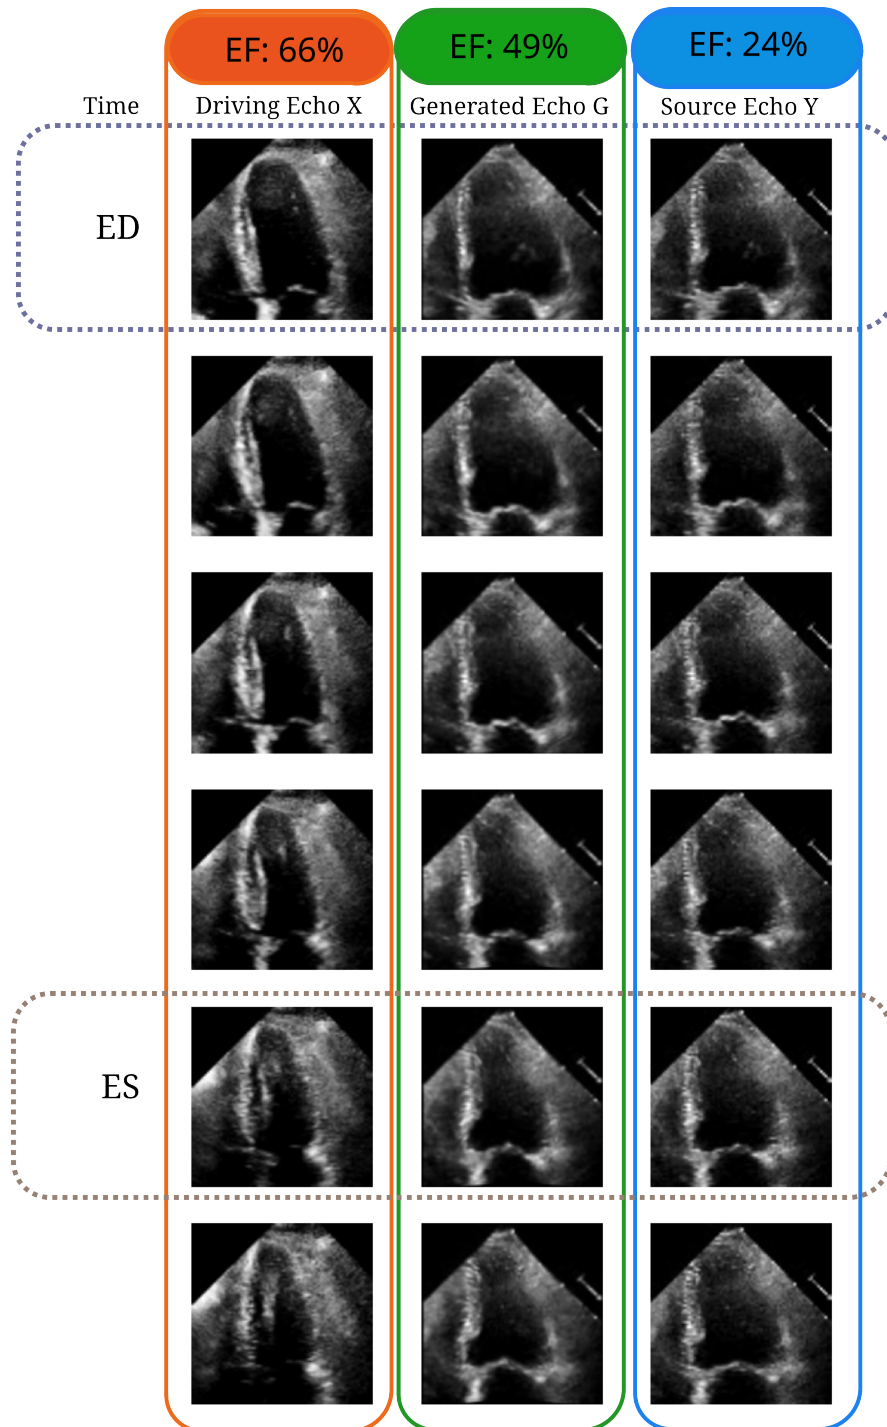 EF: 66% EF: 49% EF: 24%
Time Driving Echo X Generated Echo G Source Echo Y
ED
ES